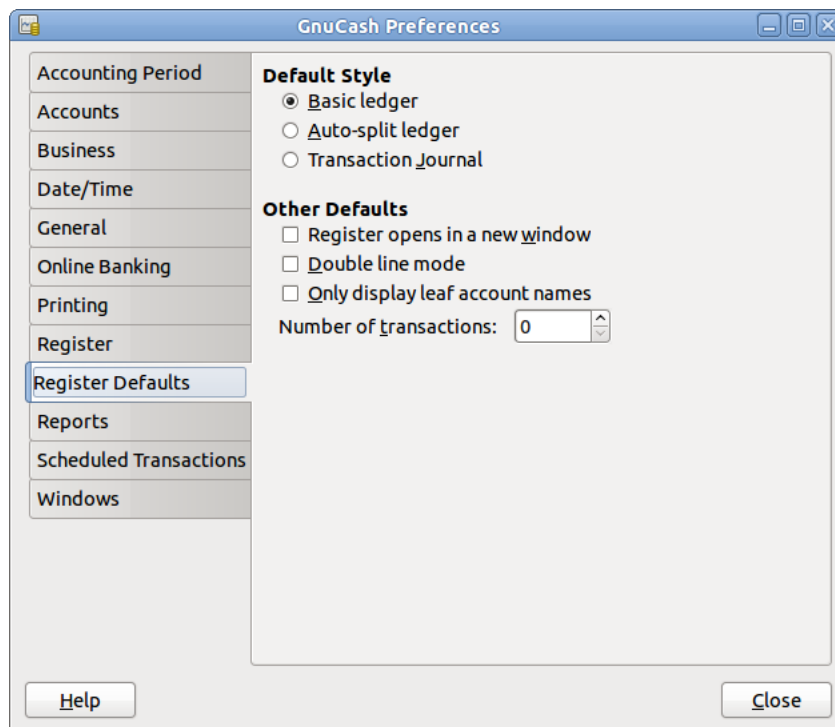 GnuCash Preferences
Accounting Period
Accounts
Business
Date/Time
General
Online Banking
Printing
Register
Register Defaults
Reports
Scheduled Transactions
Windows
Default Style
Basic ledger
Auto-split ledger
Transaction Journal
Other Defaults
Register opens in a new window
Double line mode
Only display leaf account names
Number of transactions: 0
Help
Close